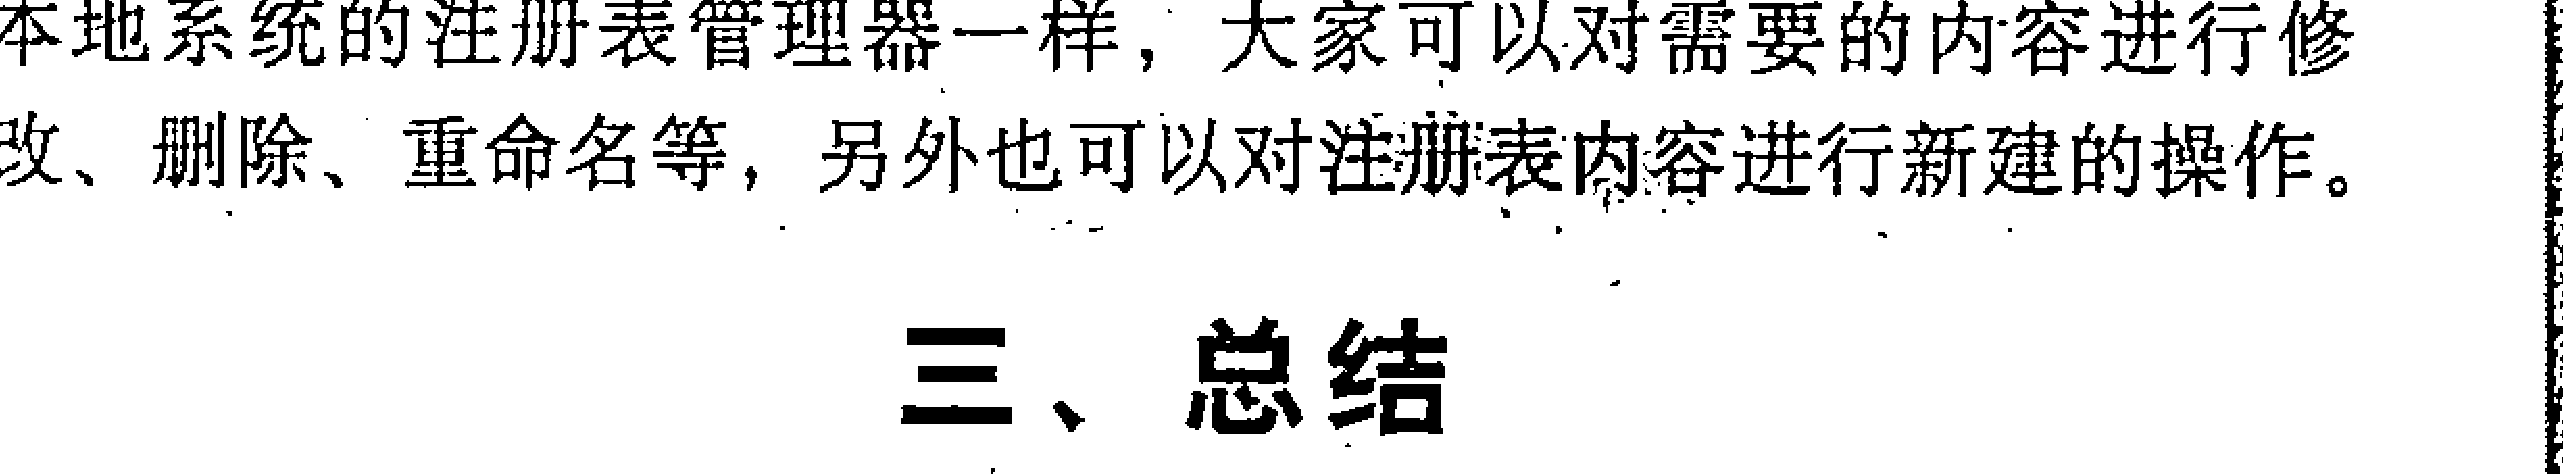 本地系统的注册表管理器一样，大家可以对需要的内容进行修
改、删除、重命名等，另外也可以对注册表内容进行新建的操作。
三、总结